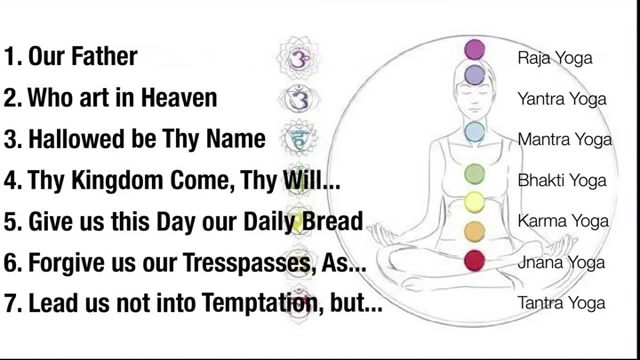 1. Our Father
2. Who art in Heaven
3. Hallowed be Thy Name
4. Thy Kingdom Come, Thy Will...
5. Give us this Day our Daily Bread
6. Forgive us our Tresspasses, As...
7. Lead us not into Temptation, but...
Raja Yoga
Yantra Yoga
Mantra Yoga
Bhakti Yoga
Karma Yoga
Jnana Yoga
Tantra Yoga